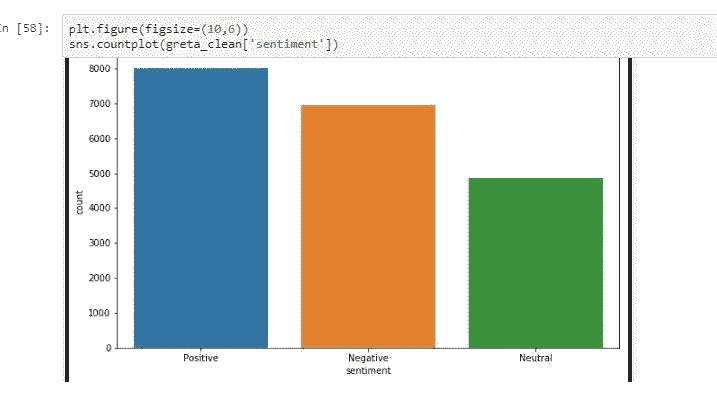 n [58]:
plt.figure(figsize=(10,6))
sns.countplot(greta_clean['sentiment'])
8000
7000
6000
5000
4000
3000
2000
1000
0
count
Positive Negative Neutral
sentiment